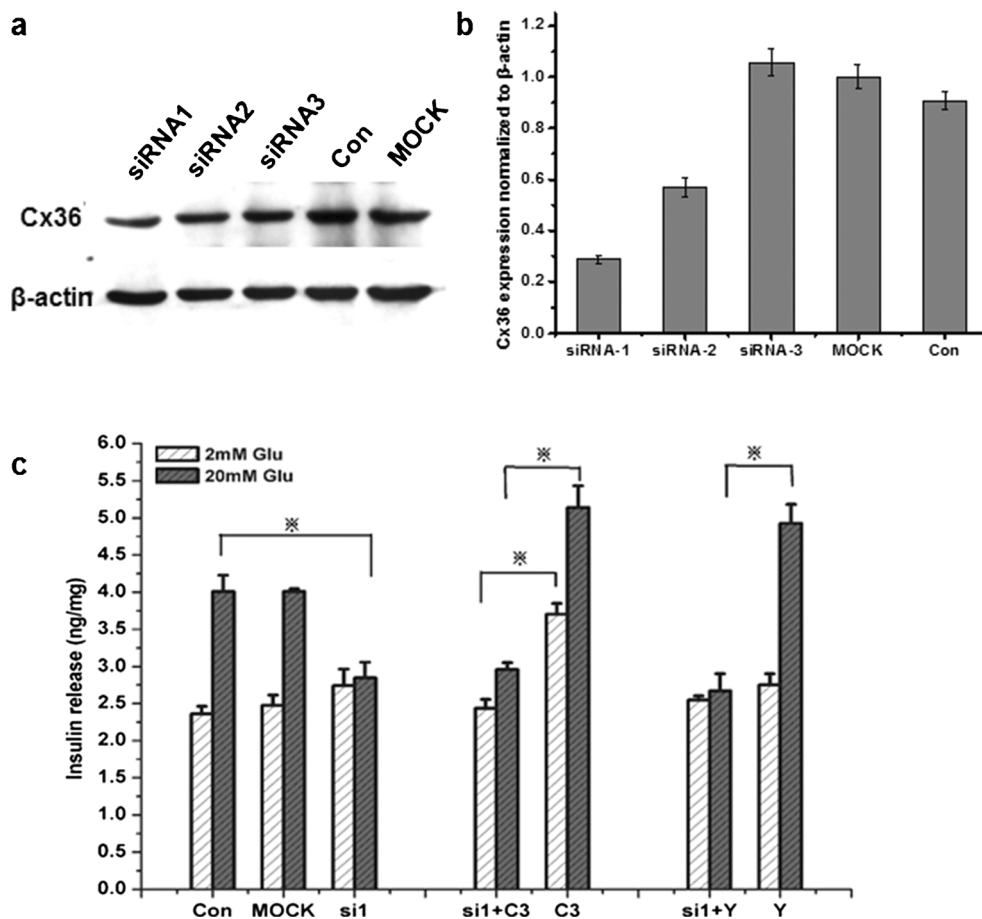 a
siRNA1 siRNA2 siRNA3 Con MOCK
Cx36
β-actin
b
Cx36 expression normalized to β-actin
1.2
1.0
0.8
0.6
0.4
0.2
0.0
siRNA-1 siRNA-2 siRNA-3 MOCK Con
c
Insulin release (ng/mg)
6.0
5.5
5.0
4.5
4.0
3.5
3.0
2.5
2.0
1.5
1.0
0.5
0.0
2mM Glu
20mM Glu
※
※
※
※
Con MOCK si1 si1+C3 C3 si1+Y Y